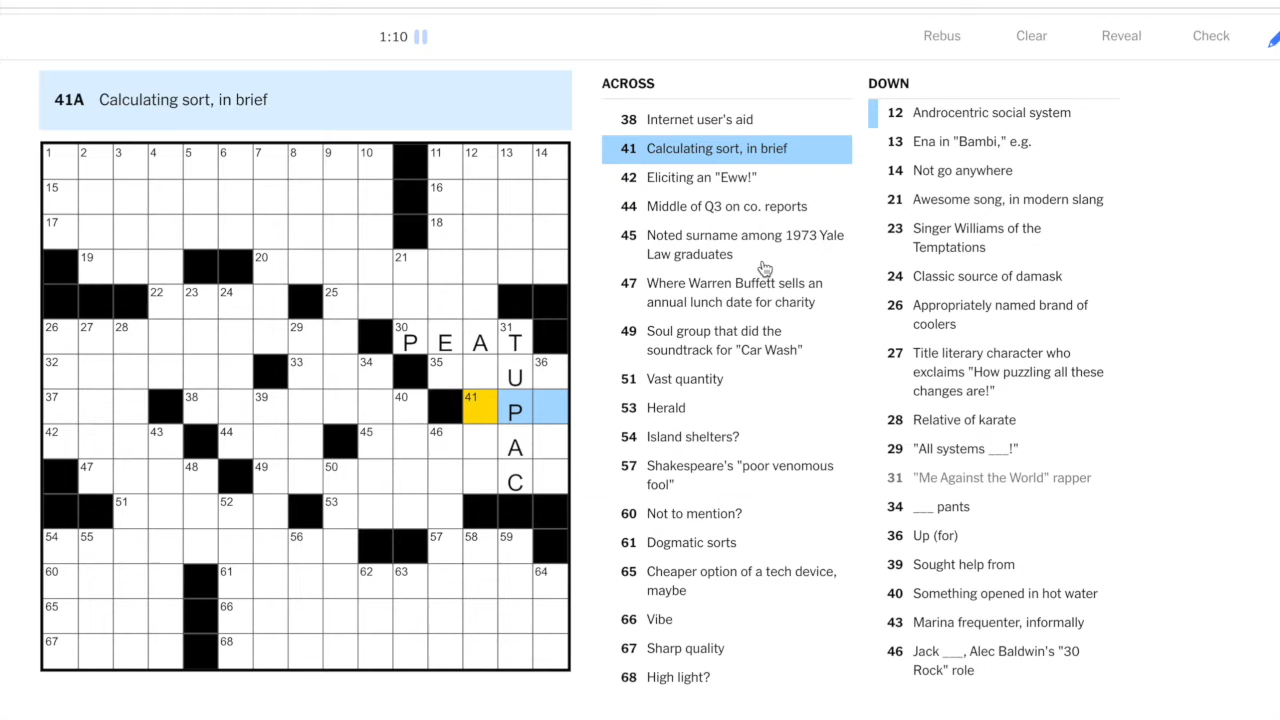 1:10
Rebus Clear Reveal Check
41A Calculating sort, in brief
1 2 3 4 5 6 7 8 9 10 11 12 13 14
15 16
17 18
19 20 21
22 23 24 25
26 27 28 29 30 31
P E A T
32 33 34 35 36
U
37 38 39 40 41
P
42 43 44 45 46
A
47 48 49 50
C
51 52 53
54 55 56 57 58 59
60 61 62 63 64
65 66
67 68
ACROSS
38 Internet user's aid
41 Calculating sort, in brief
42 Eliciting an "Eww!"
44 Middle of Q3 on co. reports
45 Noted surname among 1973 Yale
Law graduates
47 Where Warren Buffett sells an
annual lunch date for charity
49 Soul group that did the
soundtrack for "Car Wash"
51 Vast quantity
53 Herald
54 Island shelters?
57 Shakespeare's "poor venomous
fool"
60 Not to mention?
61 Dogmatic sorts
65 Cheaper option of a tech device,
maybe
66 Vibe
67 Sharp quality
68 High light?
DOWN
12 Androcentric social system
13 Ena in "Bambi," e.g.
14 Not go anywhere
21 Awesome song, in modern slang
23 Singer Williams of the
Temptations
24 Classic source of damask
26 Appropriately named brand of
coolers
27 Title literary character who
exclaims "How puzzling all these
changes are!"
28 Relative of karate
29 "All systems ___!"
31 "Me Against the World" rapper
34 ___ pants
36 Up (for)
39 Sought help from
40 Something opened in hot water
43 Marina frequenter, informally
46 Jack ___, Alec Baldwin's "30
Rock" role